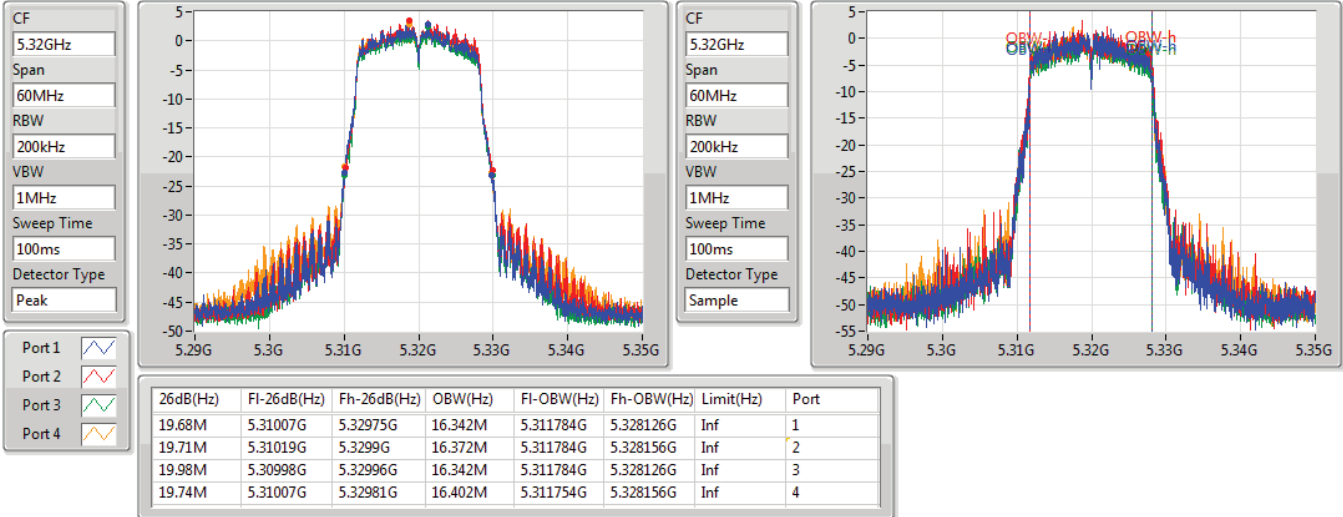 CF
5.32GHz
Span
60MHz
RBW
200kHz
VBW
1MHz
Sweep Time
100ms
Detector Type
Peak
5
0
-5
-10
-15
-20
-25
-30
-35
-40
-45
-50
5.29G 5.3G 5.31G 5.32G 5.33G 5.34G 5.35G
CF
5.32GHz
Span
60MHz
RBW
200kHz
VBW
1MHz
Sweep Time
100ms
Detector Type
Sample
5
0
-5
-10
-15
-20
-25
-30
-35
-40
-45
-50
-55
OBW-h
OBW-h
5.29G 5.3G 5.31G 5.32G 5.33G 5.34G 5.35G
Port 1
Port 2
Port 3
Port 4
26dB(Hz) Fl-26dB(Hz) Fh-26dB(Hz) OBW(Hz) Fl-OBW(Hz) Fh-OBW(Hz) Limit(Hz) Port
19.68M 5.31007G 5.32975G 16.342M 5.311784G 5.328126G Inf 1
19.71M 5.31019G 5.3299G 16.372M 5.311784G 5.328156G Inf 2
19.98M 5.30998G 5.32996G 16.342M 5.311784G 5.328126G Inf 3
19.74M 5.31007G 5.32981G 16.402M 5.311754G 5.328156G Inf 4